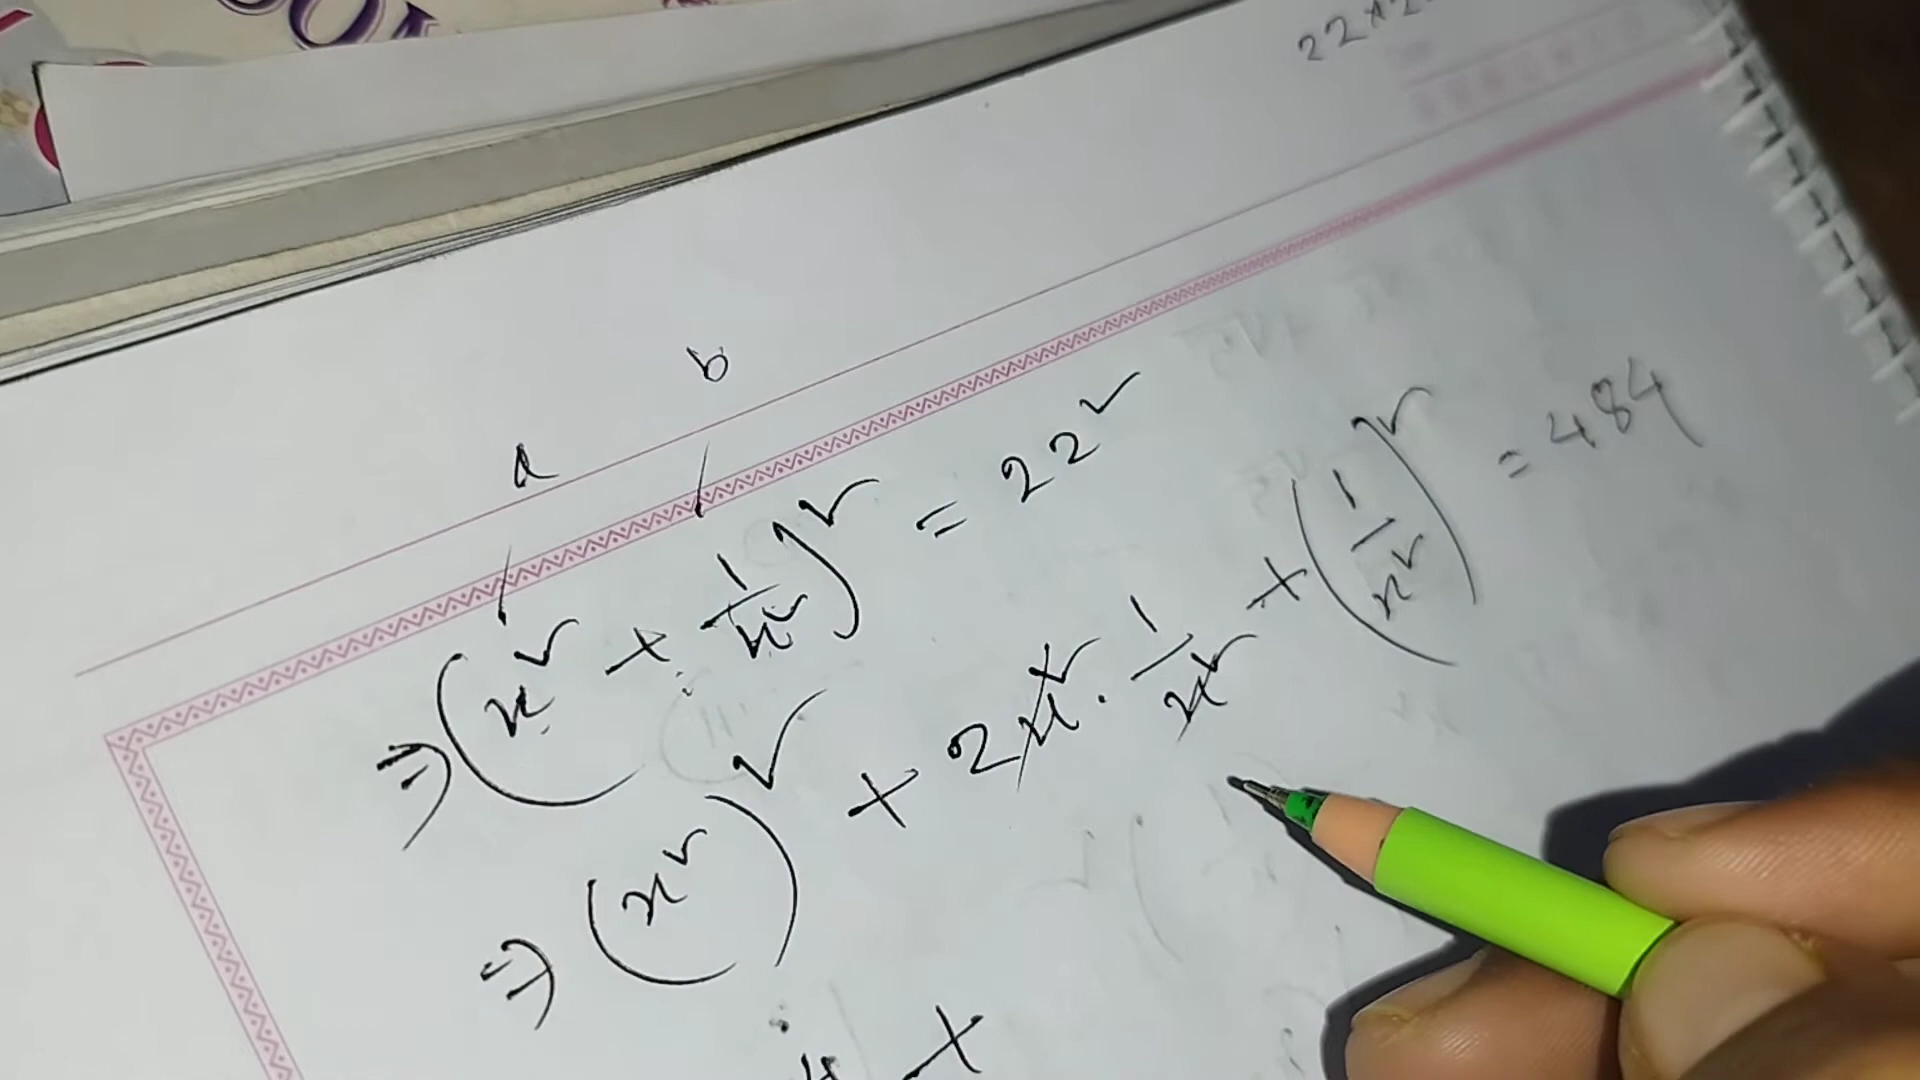 22×2
a b
⇒ (x² + 1/x²)² = 22²
⇒ (x²)² + 2x² · 1/x² + (1/x²)² = 484
+